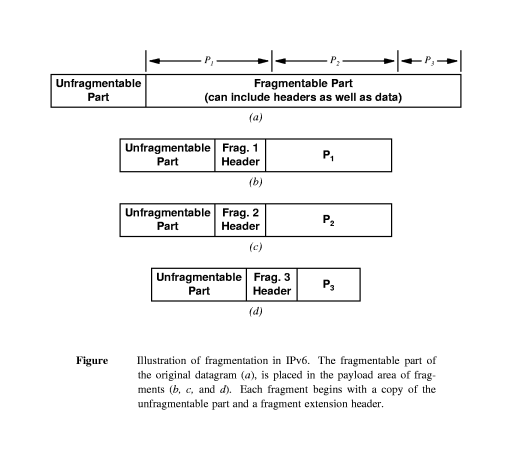 P1 P2 P3
Unfragmentable Part Fragmentable Part (can include headers as well as data)
(a)
Unfragmentable Part Frag. 1 Header P1
(b)
Unfragmentable Part Frag. 2 Header P2
(c)
Unfragmentable Part Frag. 3 Header P3
(d)
Figure Illustration of fragmentation in IPv6. The fragmentable part of
the original datagram (a), is placed in the payload area of frag-
ments (b, c, and d). Each fragment begins with a copy of the
unfragmentable part and a fragment extension header.